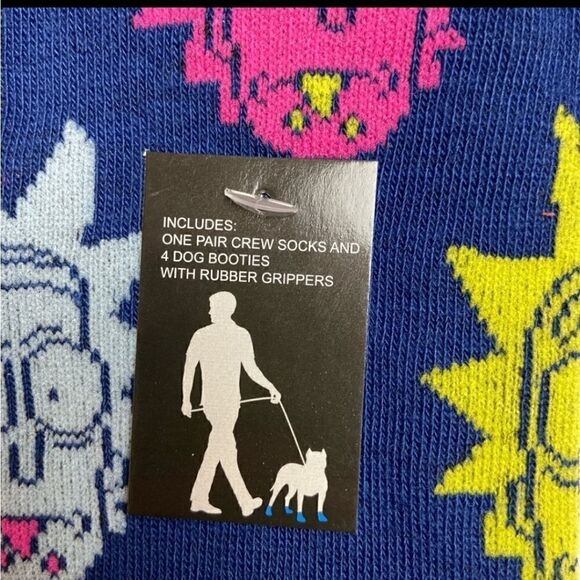 INCLUDES:
ONE PAIR CREW SOCKS AND
4 DOG BOOTIES
WITH RUBBER GRIPPERS